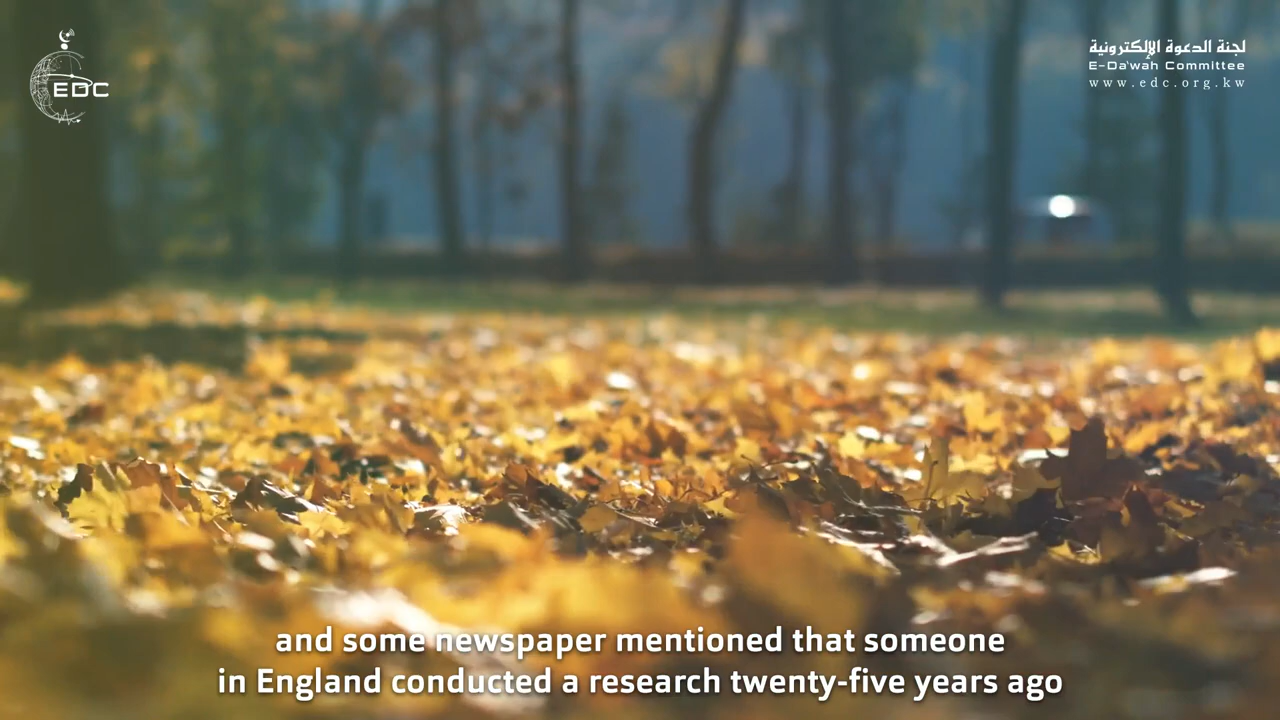 EDC
لجنة الدعوة الإلكترونية
E-Da'wah Committee
www.edc.org.kw
and some newspaper mentioned that someone
in England conducted a research twenty-five years ago